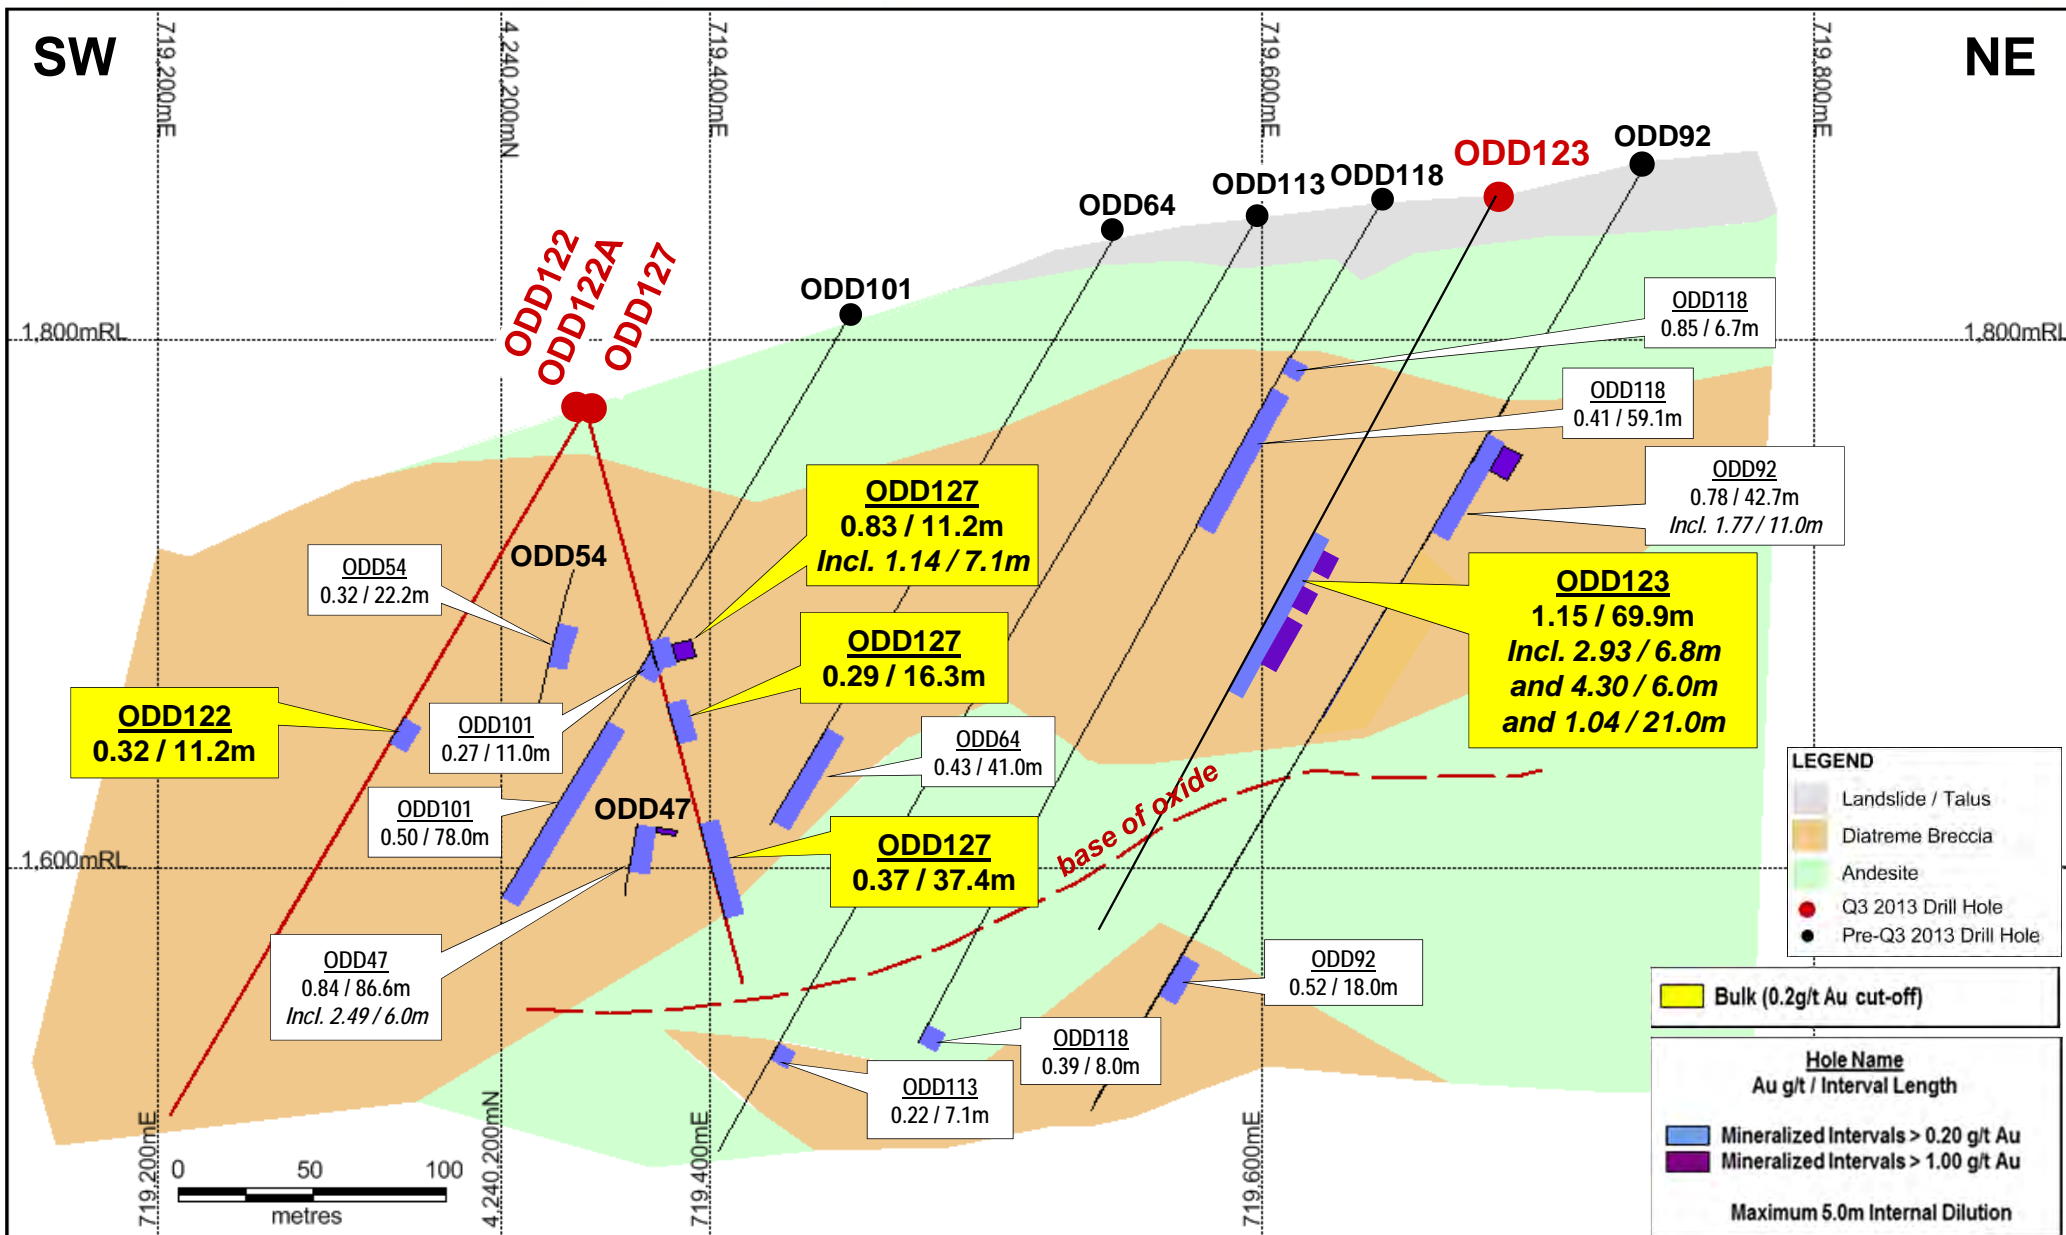 SW
NE
719,200mE
4,240,200mN
719,400mE
719,600mE
719,800mE
ODD92
ODD123
ODD118
ODD113
ODD64
ODD101
ODD122
ODD122A
ODD127
1,800mRL
1,800mRL
ODD118
0.85 / 6.7m
ODD118
0.41 / 59.1m
ODD92
0.78 / 42.7m
Incl. 1.77 / 11.0m
ODD127
0.83 / 11.2m
Incl. 1.14 / 7.1m
ODD54
ODD54
0.32 / 22.2m
ODD127
0.29 / 16.3m
ODD123
1.15 / 69.9m
Incl. 2.93 / 6.8m
and 4.30 / 6.0m
and 1.04 / 21.0m
ODD122
0.32 / 11.2m
ODD101
0.27 / 11.0m
ODD64
0.43 / 41.0m
ODD101
0.50 / 78.0m
ODD47
base of oxide
1,600mRL
ODD127
0.37 / 37.4m
ODD47
0.84 / 86.6m
Incl. 2.49 / 6.0m
ODD92
0.52 / 18.0m
ODD118
0.39 / 8.0m
ODD113
0.22 / 7.1m
LEGEND
Landslide / Talus
Diatreme Breccia
Andesite
Q3 2013 Drill Hole
Pre-Q3 2013 Drill Hole
Bulk (0.2g/t Au cut-off)
Hole Name
Au g/t / Interval Length
Mineralized Intervals > 0.20 g/t Au
Mineralized Intervals > 1.00 g/t Au
Maximum 5.0m Internal Dilution
719,200mE
4,240,200mN
719,400mE
719,600mE
0 50 100
metres